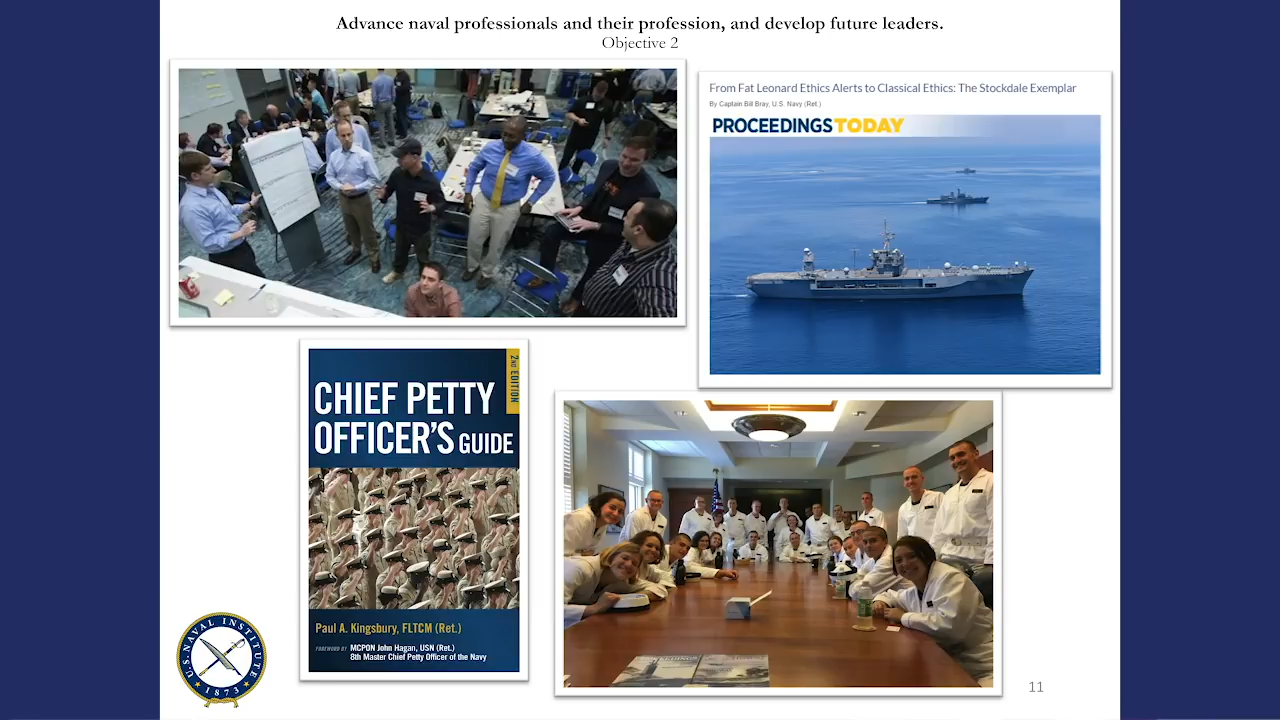 Advance naval professionals and their profession, and develop future leaders.
Objective 2
From Fat Leonard Ethics Alerts to Classical Ethics: The Stockdale Exemplar
By Captain Bill Bray, U.S. Navy (Ret.)
PROCEEDINGS TODAY
2ND EDITION
CHIEF PETTY
OFFICER'S GUIDE
Paul A. Kingsbury, FLTCM (Ret.)
FOREWORD BY MCPON John Hagan, USN (Ret.)
8th Master Chief Petty Officer of the Navy
U.S. NAVAL INSTITUTE
1873
11